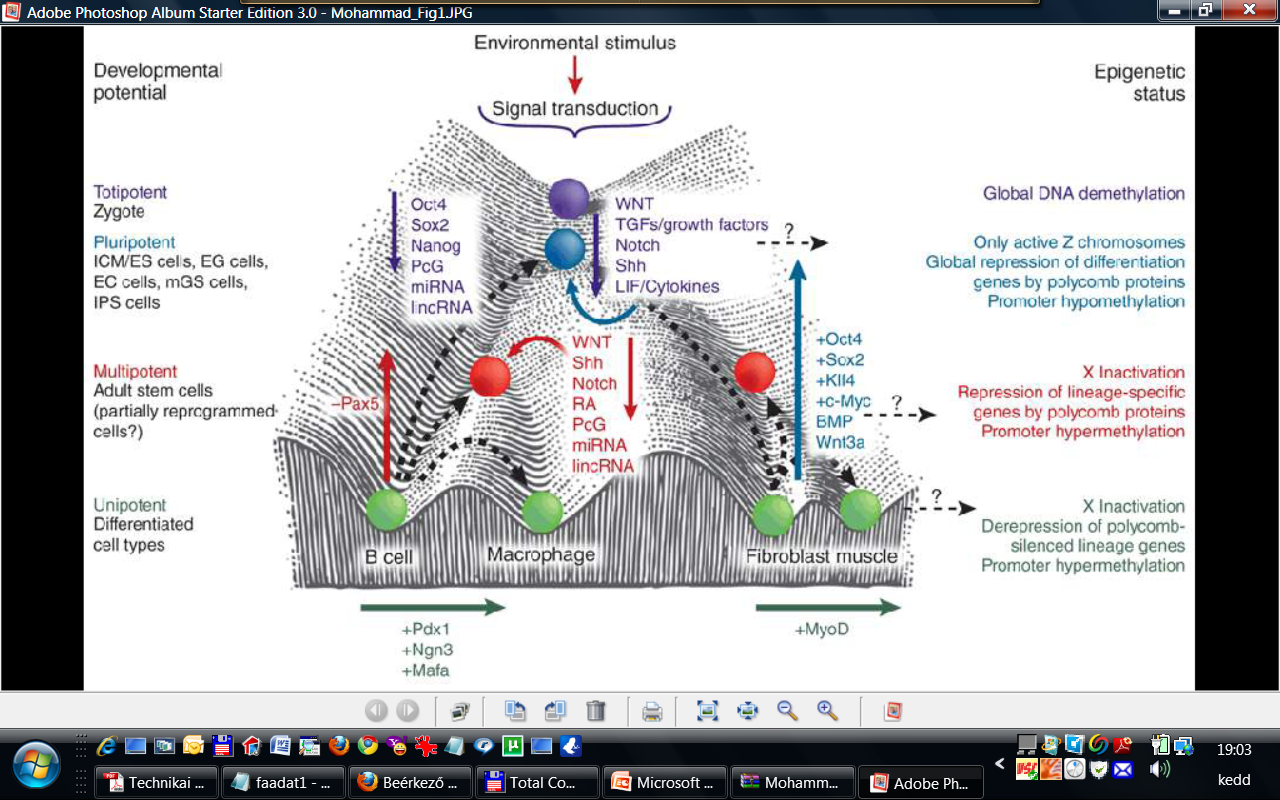 Adobe Photoshop Album Starter Edition 3.0 - Mohammad_Fig1.JPG
Environmental stimulus
Signal transduction
Developmental
potential
Epigenetic
status
Totipotent
Zygote
Pluripotent
ICM/ES cells, EG cells,
EC cells, mGS cells,
IPS cells
Multipotent
Adult stem cells
(partially reprogrammed
cells?)
Unipotent
Differentiated
cell types
Oct4
Sox2
Nanog
PcG
miRNA
lincRNA
WNT
TGFs/growth factors
Notch
Shh
LIF/Cytokines
?
Global DNA demethylation
Only active Z chromosomes
Global repression of differentiation
genes by polycomb proteins
Promoter hypomethylation
–Pax5
WNT
Shh
Notch
RA
PcG
miRNA
lincRNA
+Oct4
+Sox2
+Kll4
+c-Myc
BMP
Wnt3a
?
X Inactivation
Repression of lineage-specific
genes by polycomb proteins
Promoter hypermethylation
?
X Inactivation
Derepression of polycomb-
silenced lineage genes
Promoter hypermethylation
B cell
Macrophage
Fibroblast muscle
+Pdx1
+Ngn3
+Mafa
+MyoD
Technikai ...
faadat1 - ...
Beérkező ...
Total Co...
Microsoft ...
Mohamm...
Adobe Ph...
19:03
kedd